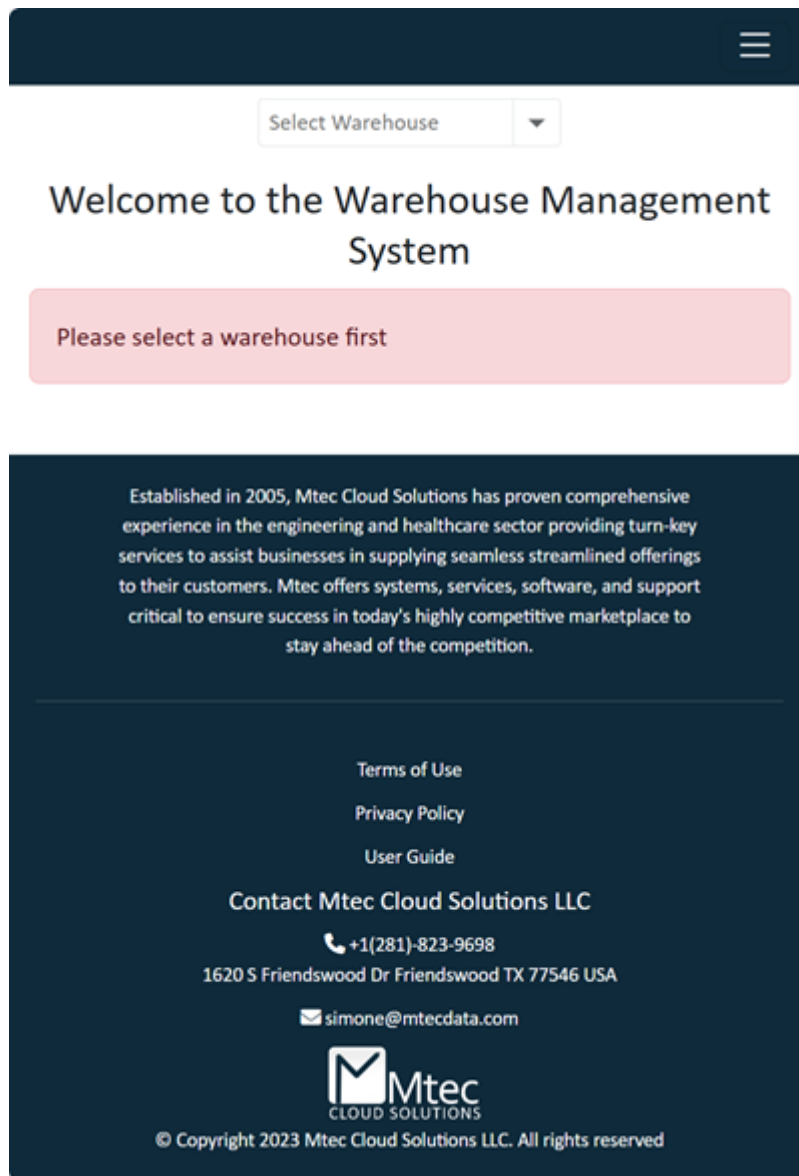 Select Warehouse
Welcome to the Warehouse Management
System
Please select a warehouse first
Established in 2005, Mtec Cloud Solutions has proven comprehensive
experience in the engineering and healthcare sector providing turn-key
services to assist businesses in supplying seamless streamlined offerings
to their customers. Mtec offers systems, services, software, and support
critical to ensure success in today's highly competitive marketplace to
stay ahead of the competition.
Terms of Use
Privacy Policy
User Guide
Contact Mtec Cloud Solutions LLC
+1(281)-823-9698
1620 S Friendswood Dr Friendswood TX 77546 USA
simone@mtecdata.com
Mtec
CLOUD SOLUTIONS
© Copyright 2023 Mtec Cloud Solutions LLC. All rights reserved